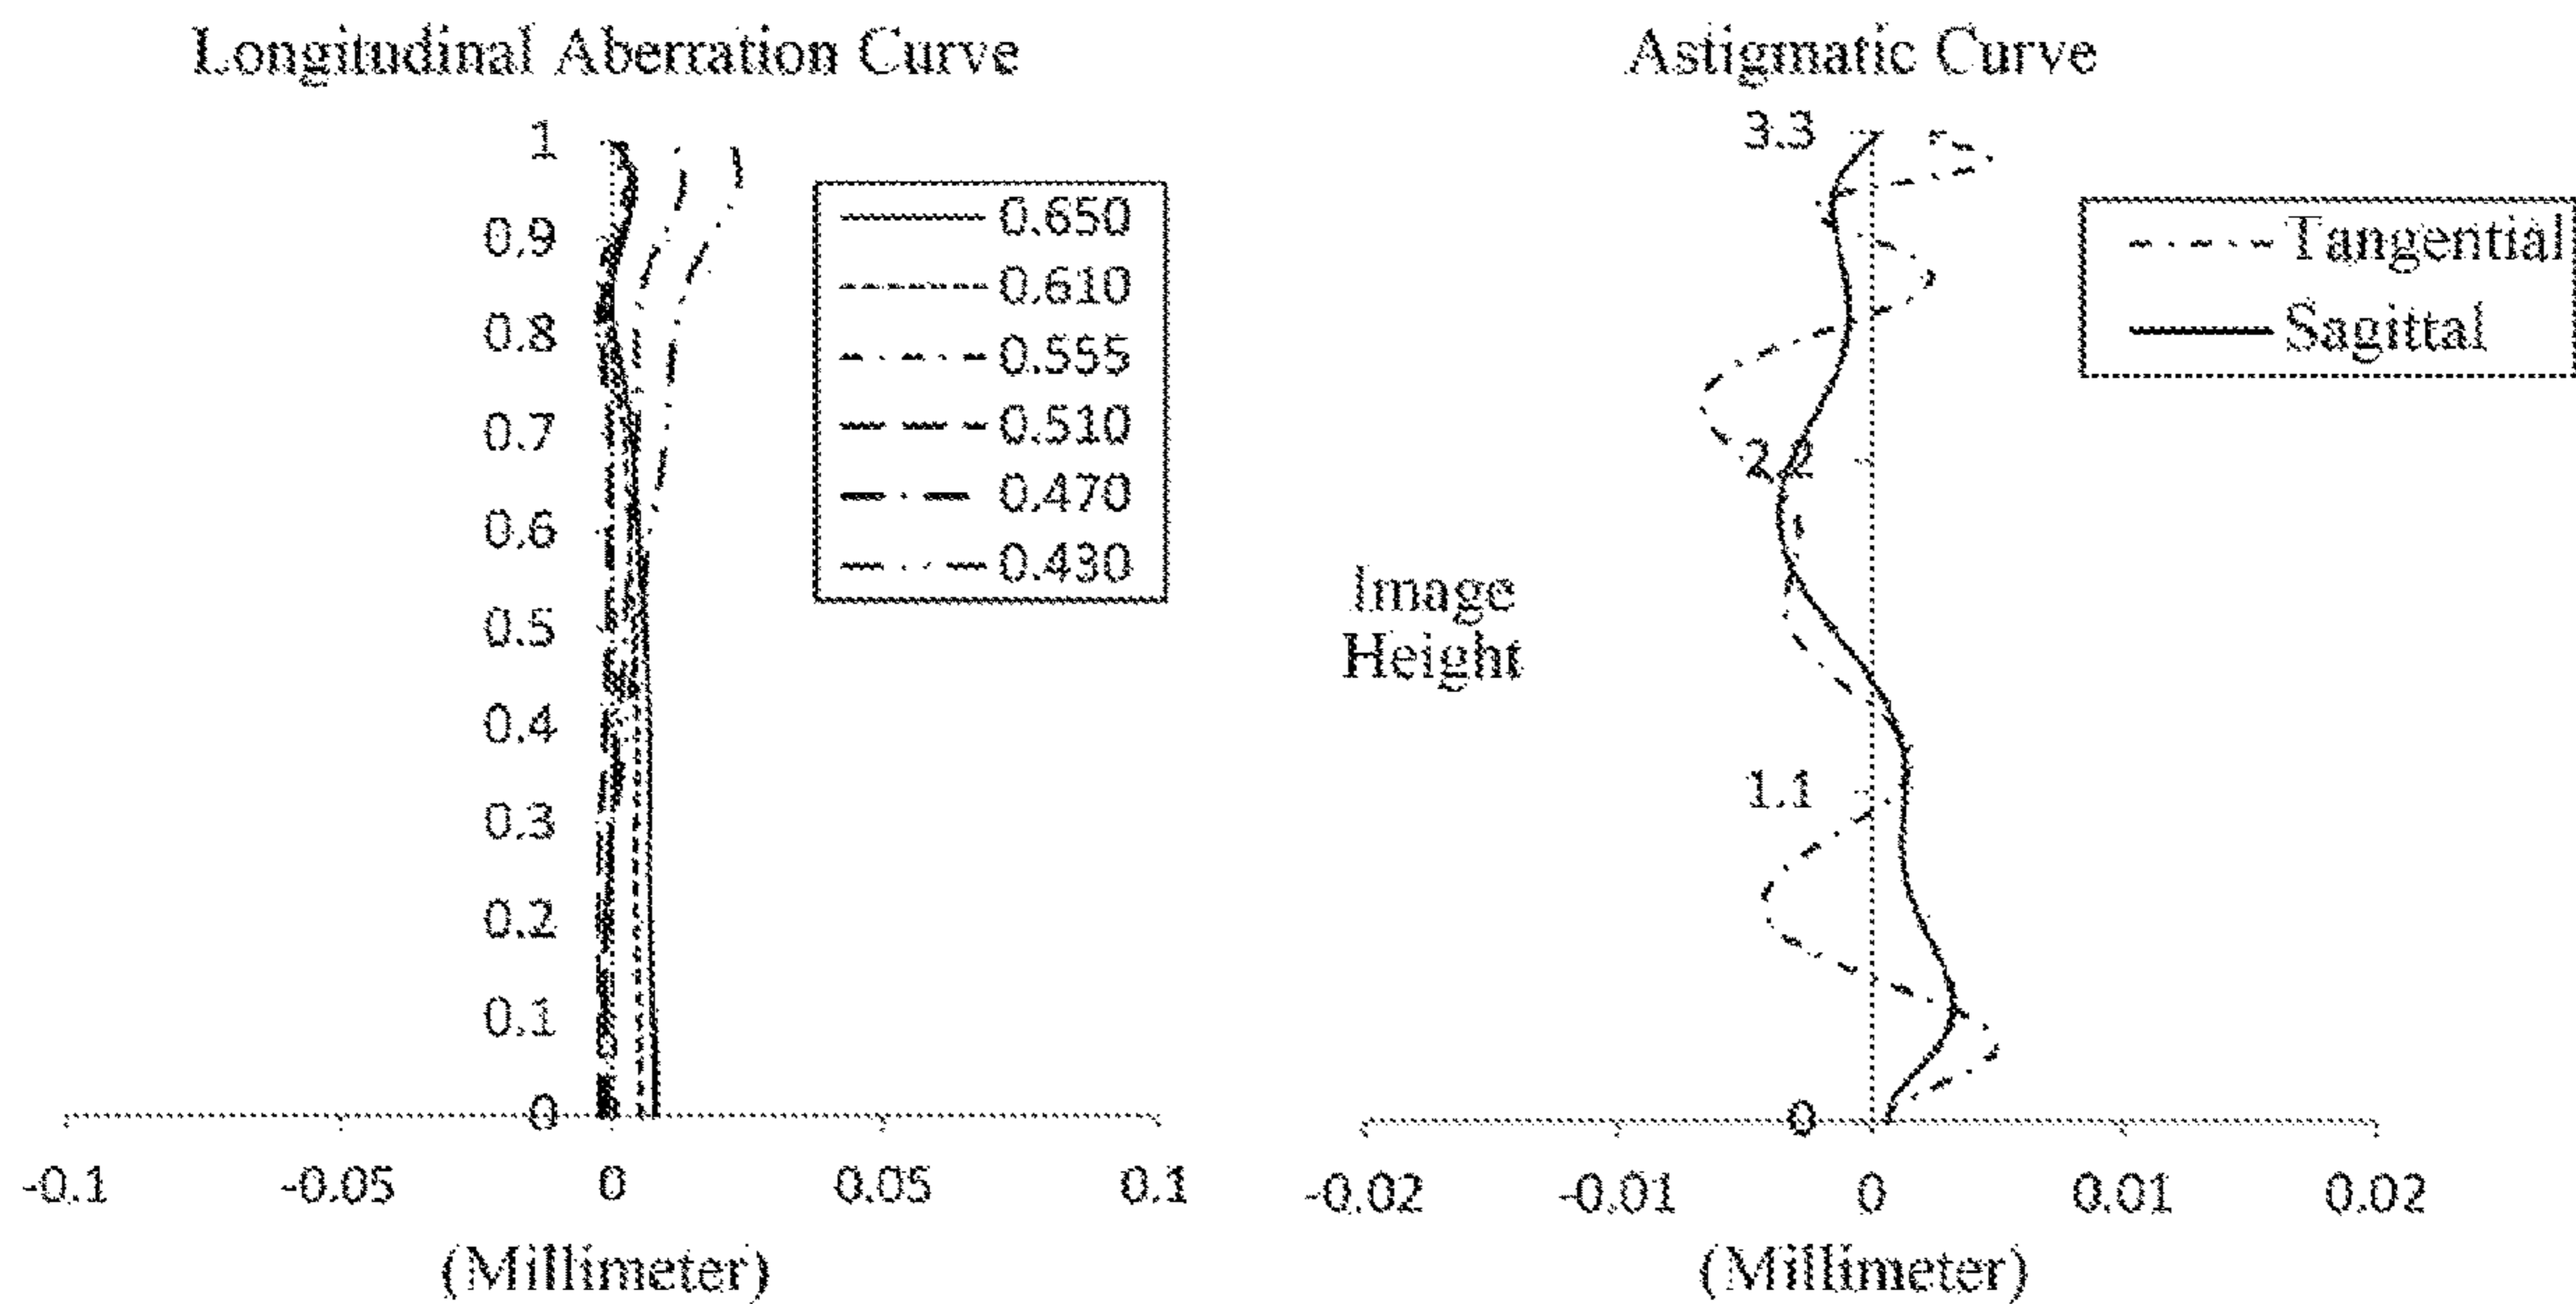 Longitudinal Aberration Curve
1
0.9
0.8
0.7
0.6
0.5
0.4
0.3
0.2
0.1
0
-0.1 -0.05 0 0.05 0.1
(Millimeter)
0.650
0.610
0.555
0.510
0.470
0.430
Astigmatic Curve
3.3
2.2
1.1
0
Image
Height
-0.02 -0.01 0 0.01 0.02
(Millimeter)
Tangential
Sagittal